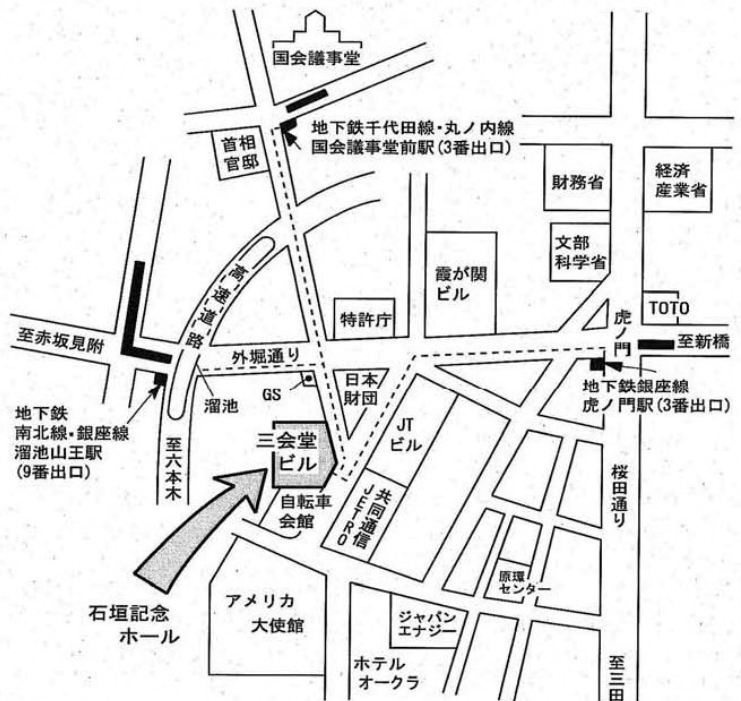 国会議事堂
地下鉄千代田線・丸ノ内線
国会議事堂前駅(3番出口)
首相
官邸
財務省
経済
産業省
文部
科学省
霞が関
ビル
高速道路
特許庁
虎ノ門
TOTO
至赤坂見附
至新橋
外堀通り
溜池
GS
日本
財団
地下鉄銀座線
虎ノ門駅(3番出口)
地下鉄
南北線・銀座線
溜池山王駅
(9番出口)
至六本木
三会堂
ビル
JT
ビル
自転車
会館
共同通信
JETRO
桜田通り
石垣記念
ホール
アメリカ
大使館
原環
センター
ジャパン
エナジー
ホテル
オークラ
至三田